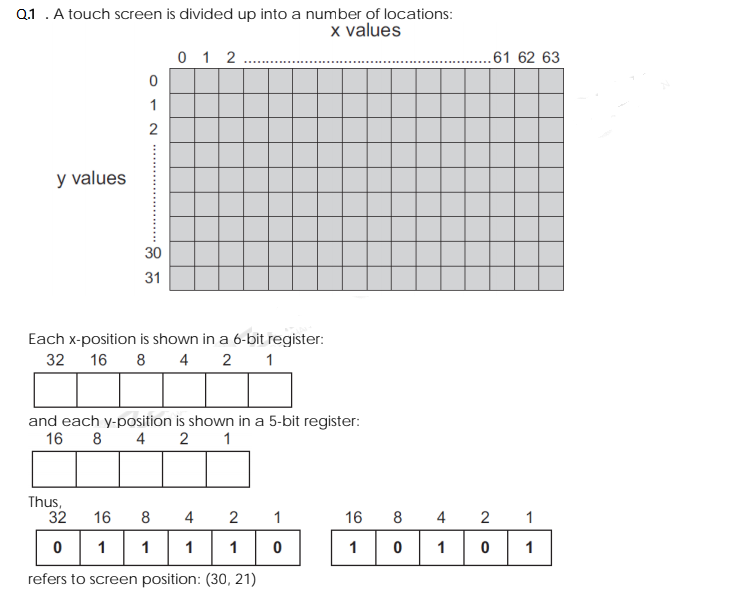 Q.1 . A touch screen is divided up into a number of locations:
x values
0 1 2 ........................................................ 61 62 63
0
1
2
y values
30
31
Each x-position is shown in a 6-bit register:
32 16 8 4 2 1
and each y-position is shown in a 5-bit register:
16 8 4 2 1
Thus,
32 16 8 4 2 1 16 8 4 2 1
0 1 1 1 1 0 1 0 1 0 1
refers to screen position: (30, 21)